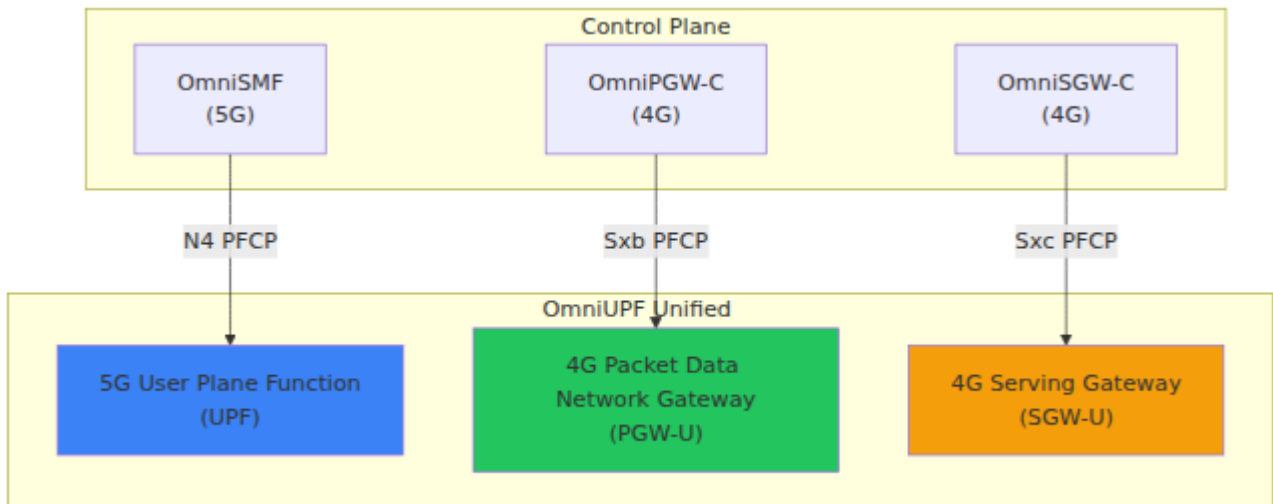 Control Plane
OmniSMF
(5G)
OmniPGW-C
(4G)
OmniSGW-C
(4G)
N4 PFCP
Sxb PFCP
Sxc PFCP
OmniUPF Unified
5G User Plane Function
(UPF)
4G Packet Data
Network Gateway
(PGW-U)
4G Serving Gateway
(SGW-U)